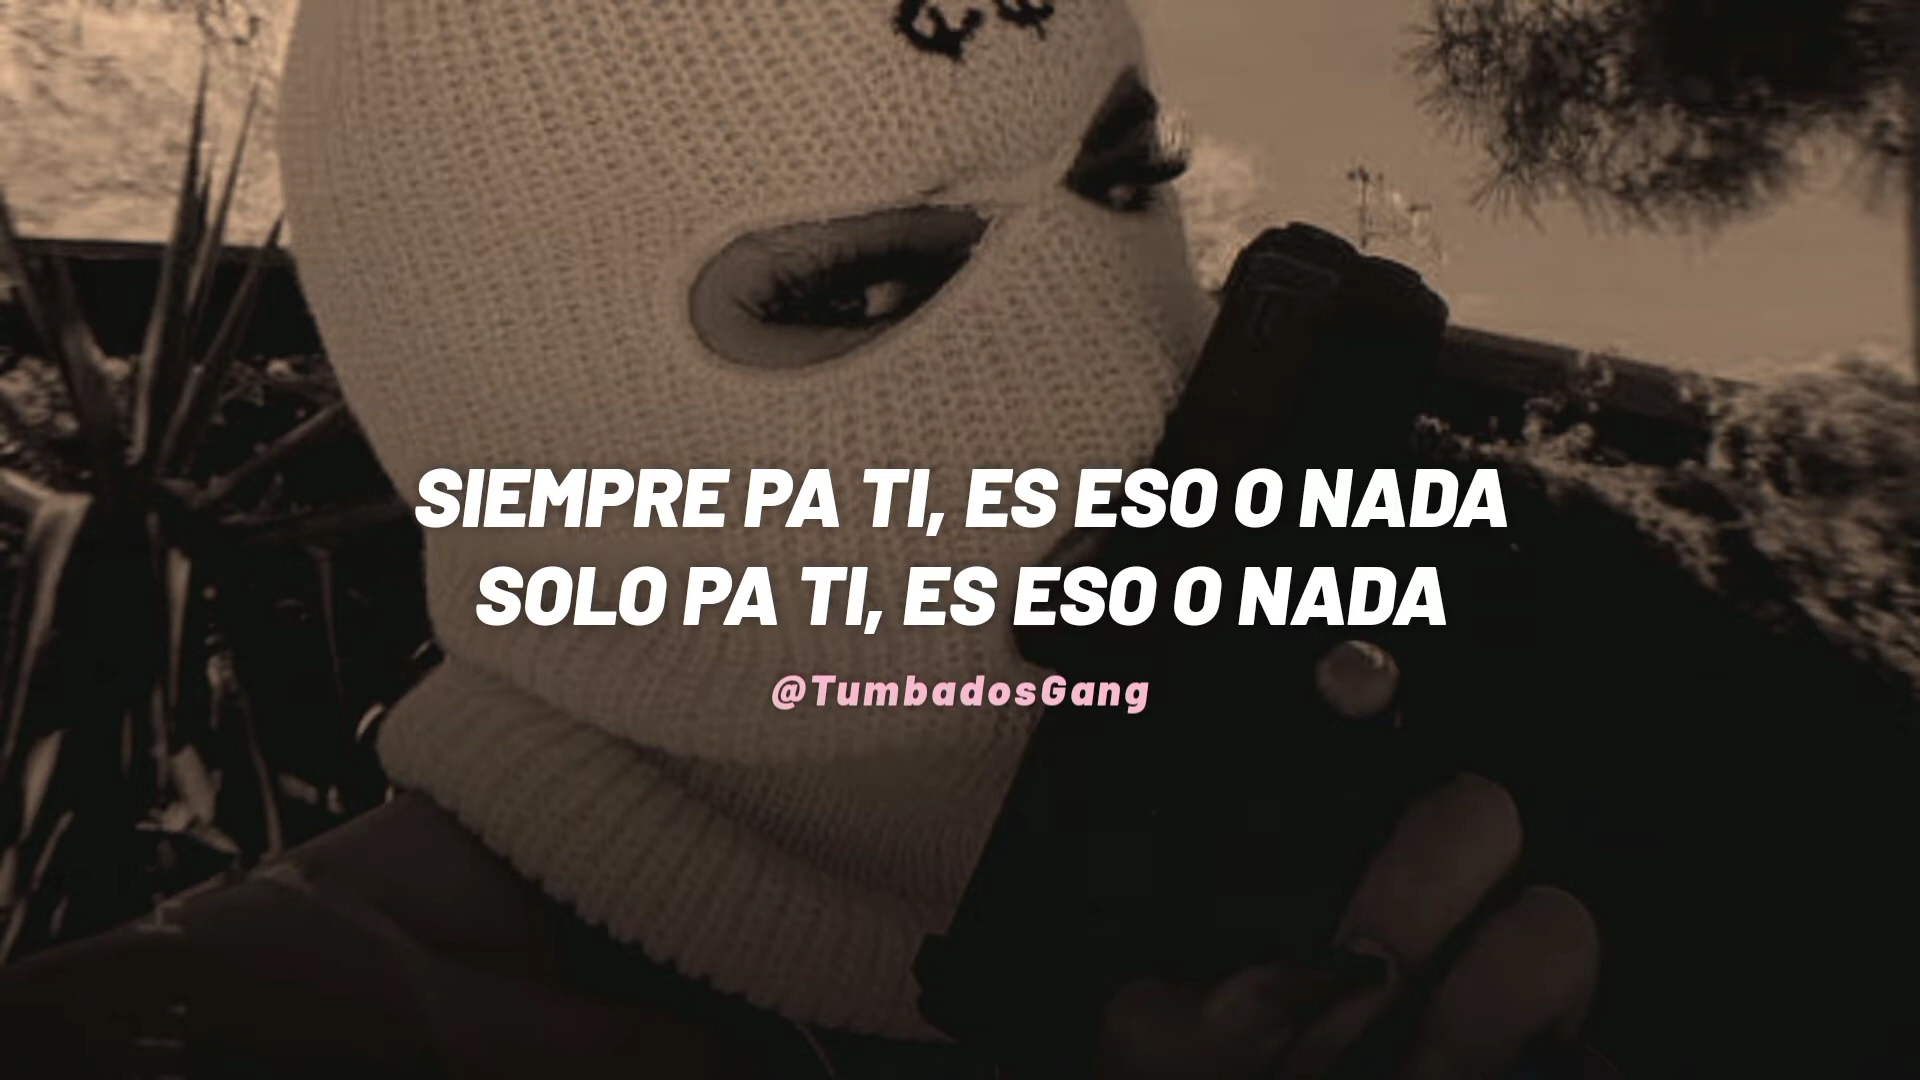 SIEMPRE PA TI, ES ESO O NADA
SOLO PA TI, ES ESO O NADA
@TumbadosGang